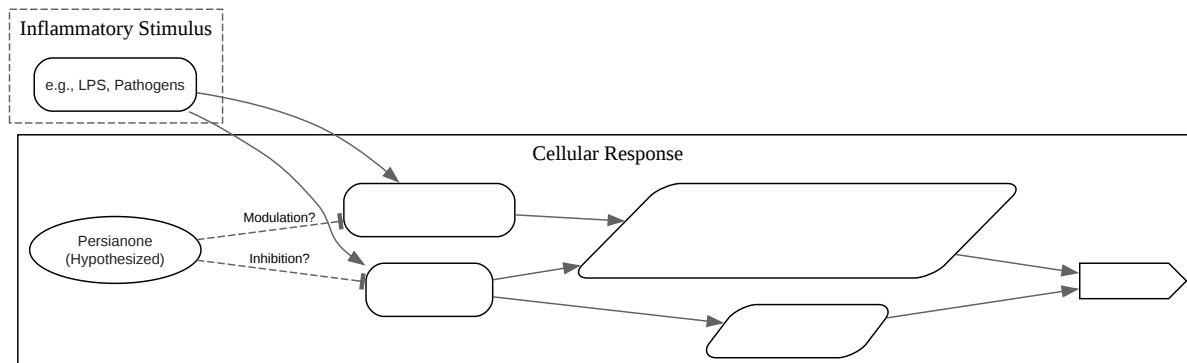 Inflammatory Stimulus
e.g., LPS, Pathogens
Cellular Response
Modulation?
Persianone
(Hypothesized)
Inhibition?